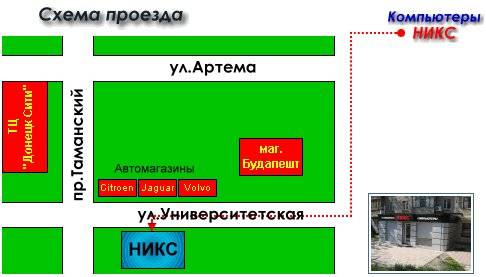 Схема проезда
Компьютеры
НИКС
ул.Артема
ТЦ
"Донецк Сити"
пр.Таманский
маг.
Будапешт
Автомагазины
Citroen
Jaguar
Volvo
ул.Университетская
НИКС
НИКС